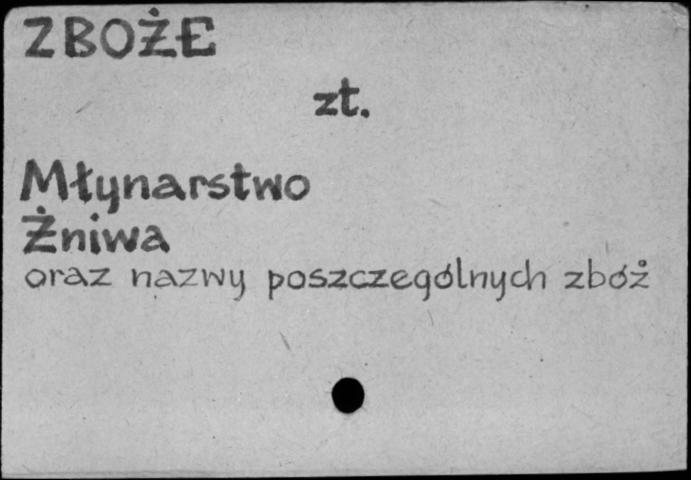 ZBOŻE
zt.
Młynarstwo
Żniwa
oraz nazwy poszczególnych zbóż